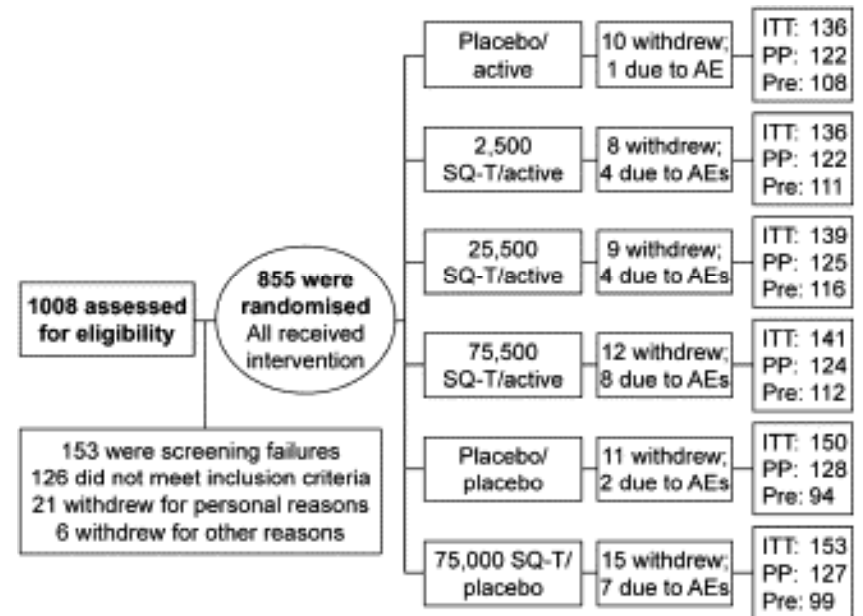 1008 assessed
for eligibility
153 were screening failures
126 did not meet inclusion criteria
21 withdrew for personal reasons
6 withdrew for other reasons
855 were
randomised
All received
intervention
Placebo/
active
10 withdrew;
1 due to AE
ITT: 136
PP: 122
Pre: 108
2,500
SQ-T/active
8 withdrew;
4 due to AEs
ITT: 136
PP: 122
Pre: 111
25,500
SQ-T/active
9 withdrew;
4 due to AEs
ITT: 139
PP: 125
Pre: 116
75,500
SQ-T/active
12 withdrew;
8 due to AEs
ITT: 141
PP: 124
Pre: 112
Placebo/
placebo
11 withdrew;
2 due to AEs
ITT: 150
PP: 128
Pre: 94
75,000 SQ-T/
placebo
15 withdrew;
7 due to AEs
ITT: 153
PP: 127
Pre: 99